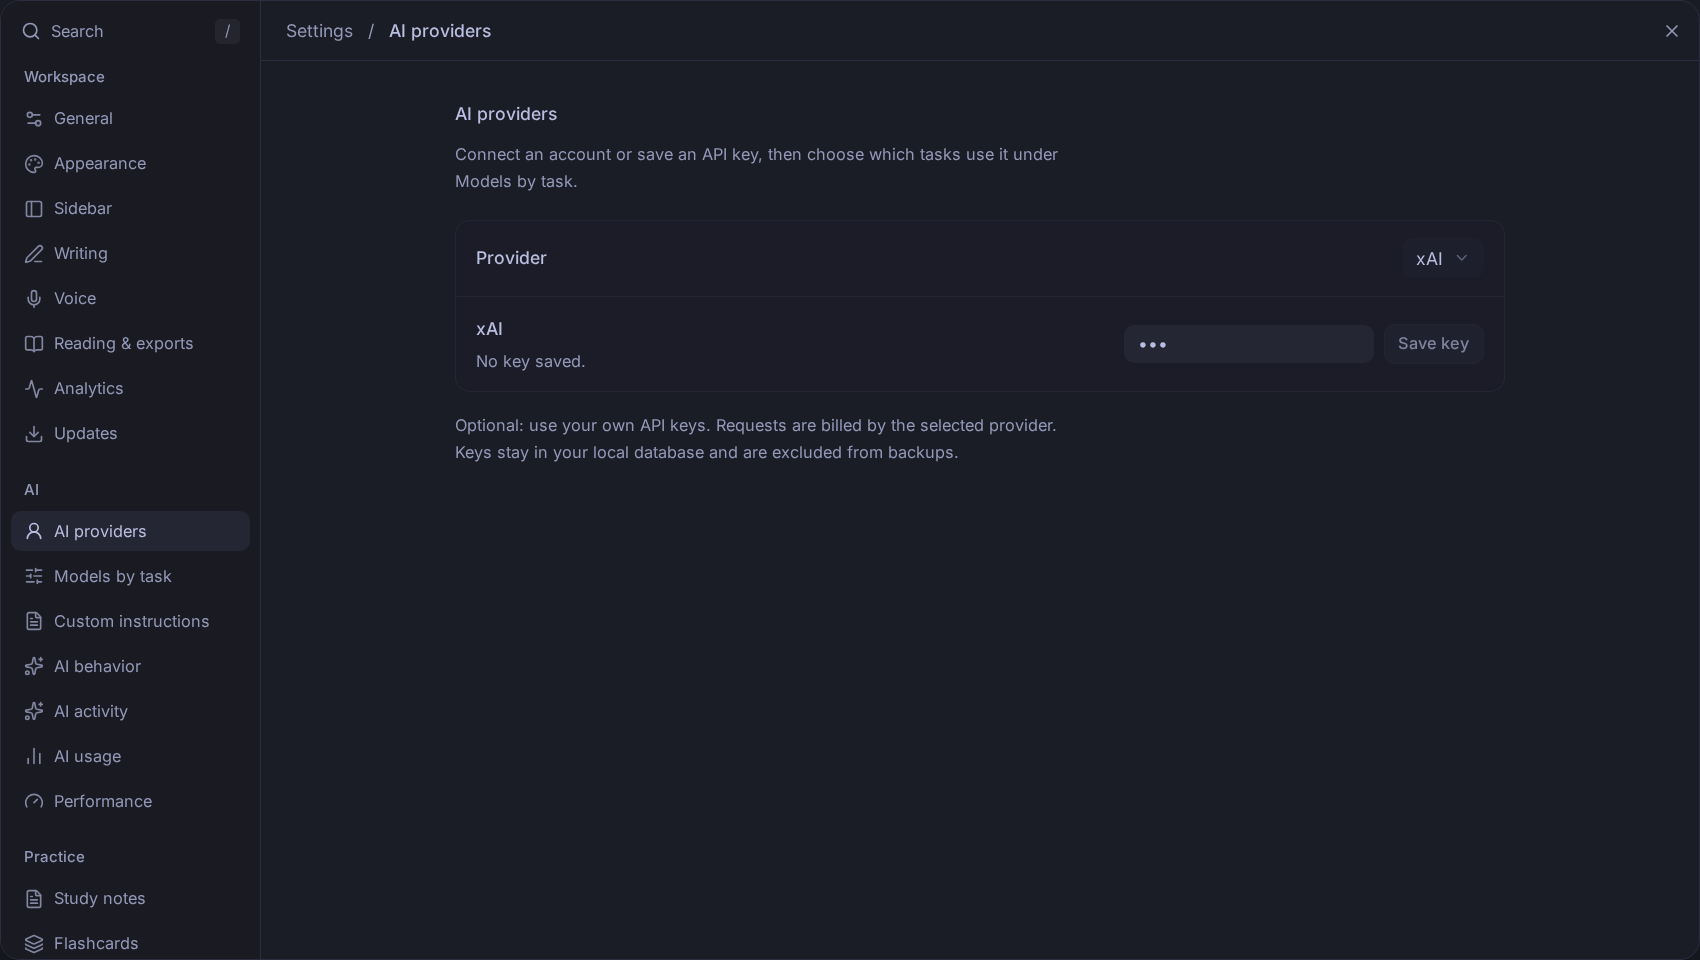 Search /
Workspace
General
Appearance
Sidebar
Writing
Voice
Reading & exports
Analytics
Updates
AI
AI providers
Models by task
Custom instructions
AI behavior
AI activity
AI usage
Performance
Practice
Study notes
Flashcards
Settings / AI providers
AI providers
Connect an account or save an API key, then choose which tasks use it under
Models by task.
Provider xAI
xAI
No key saved.
••• Save key
Optional: use your own API keys. Requests are billed by the selected provider.
Keys stay in your local database and are excluded from backups.